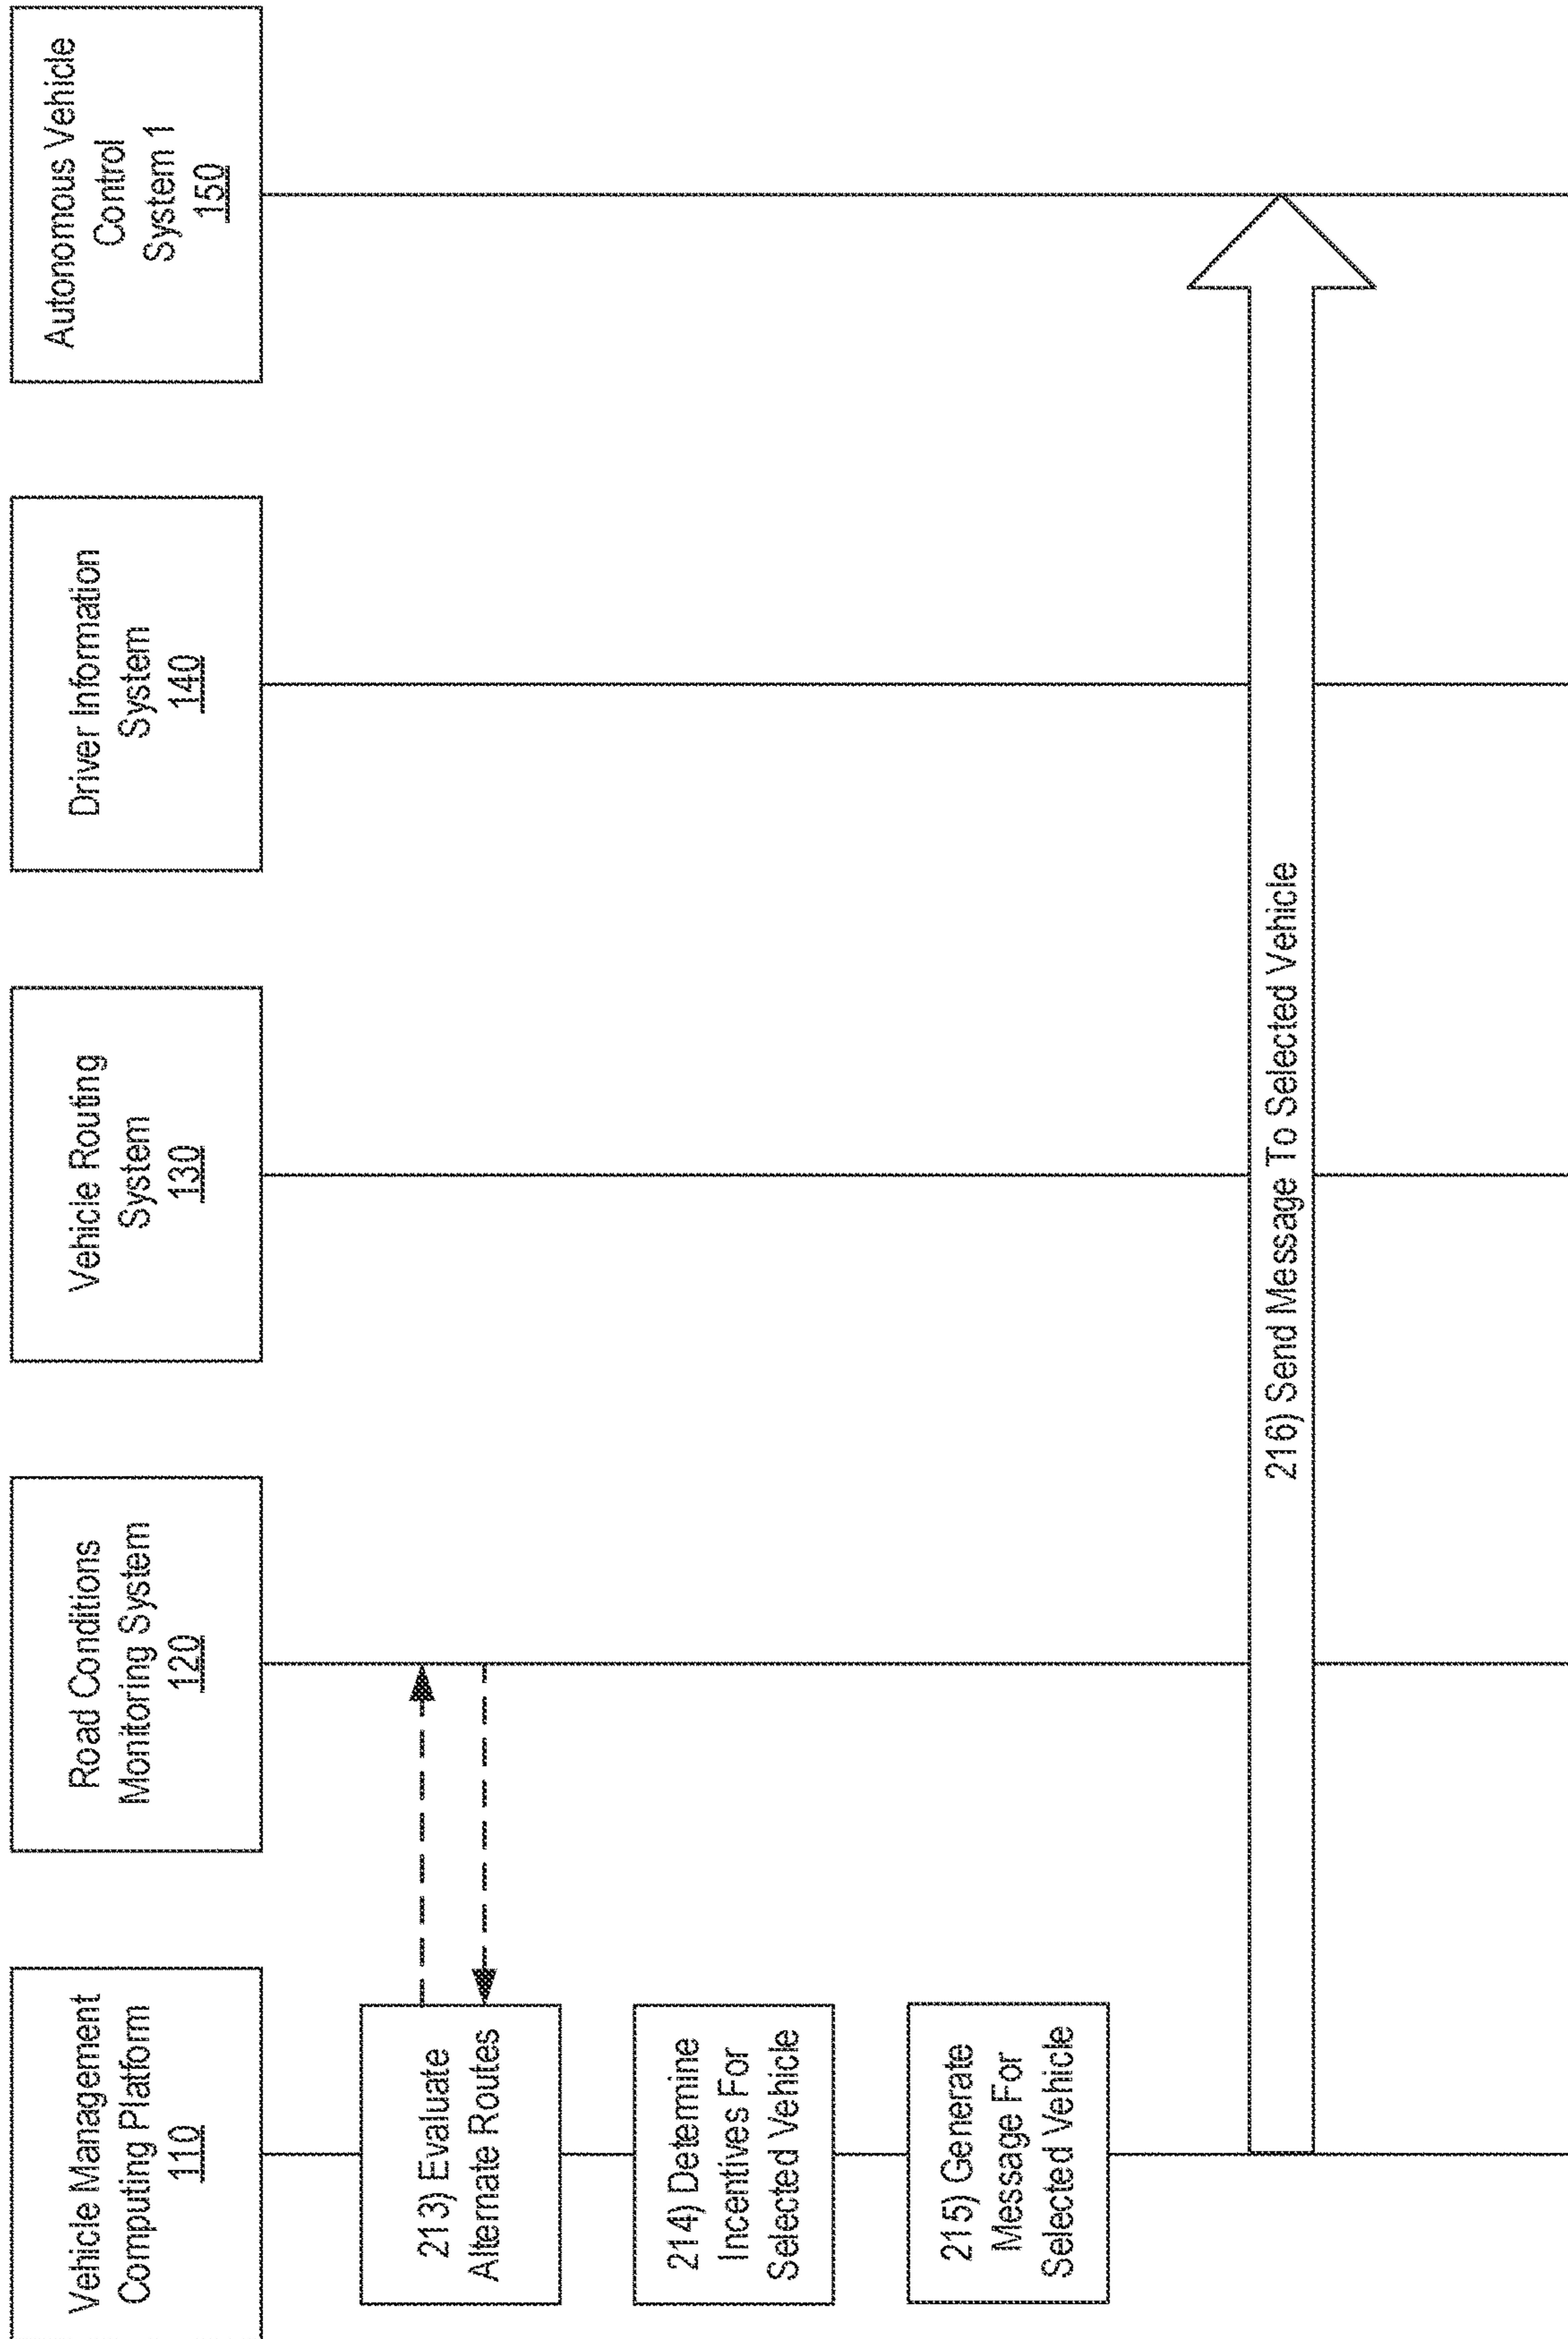 Vehicle Management
Computing Platform
110
Road Conditions
Monitoring System
120
Vehicle Routing
System
130
Driver Information
System
140
Autonomous Vehicle
Control
System 1
150
213) Evaluate
Alternate Routes
214) Determine
Incentives For
Selected Vehicle
215) Generate
Message For
Selected Vehicle
216) Send Message To Selected Vehicle